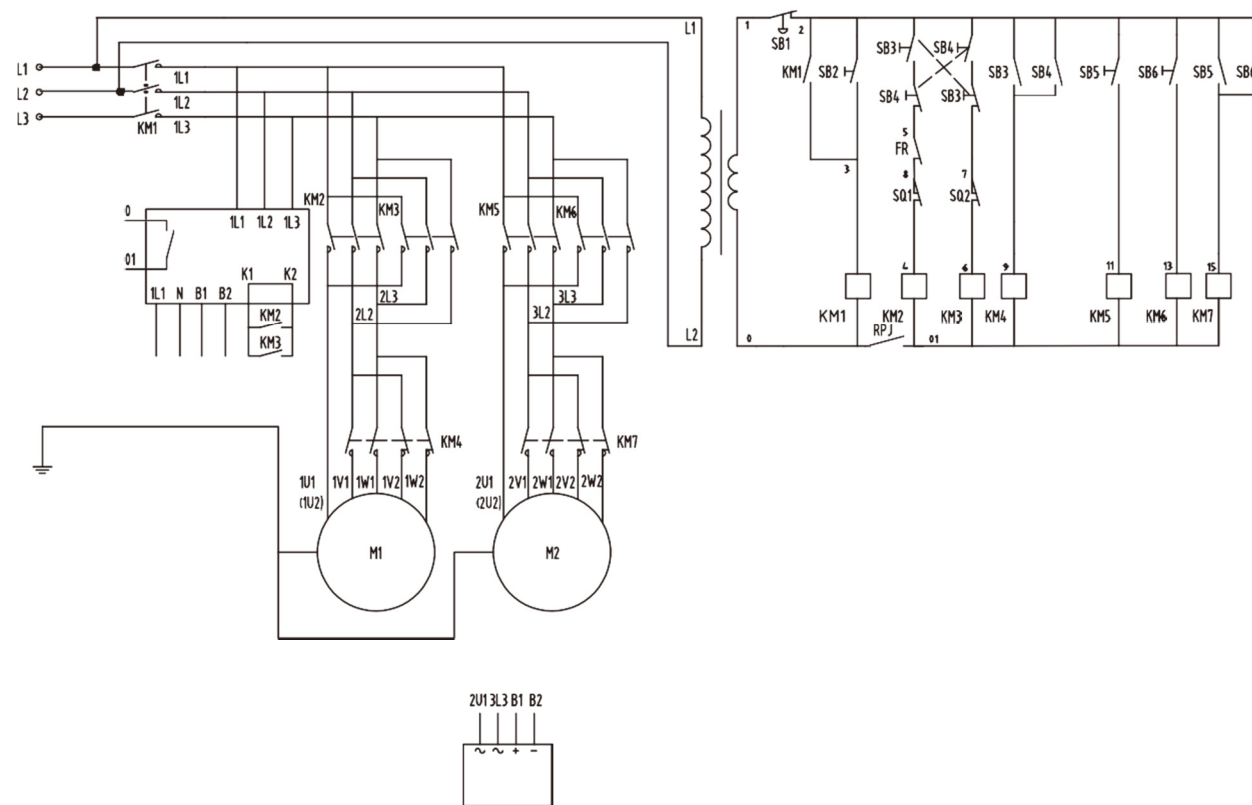 L1
1
2
SB1
L1
L2
L3
1L1
1L2
1L3
KM1
KM1
SB2
SB3
SB4
SB3
SB4
SB5
SB6
SB5
SB6
SB4
SB3
5
FR
3
8
7
SQ1
SQ2
KM2
KM3
KM5
KM6
0
01
1L1
1L2
1L3
K1
K2
1L1
N
B1
B2
KM2
KM3
2L3
2L2
3L3
3L2
L2
4
6
9
11
13
15
KM1
KM2
KM3
KM4
KM5
KM6
KM7
RPJ
0
01
KM4
KM7
1U1
(1U2)
1V1
1W1
1V2
1W2
2U1
(2U2)
2V1
2W1
2V2
2W2
M1
M2
2U1 3L3 B1 B2
~ ~ + -